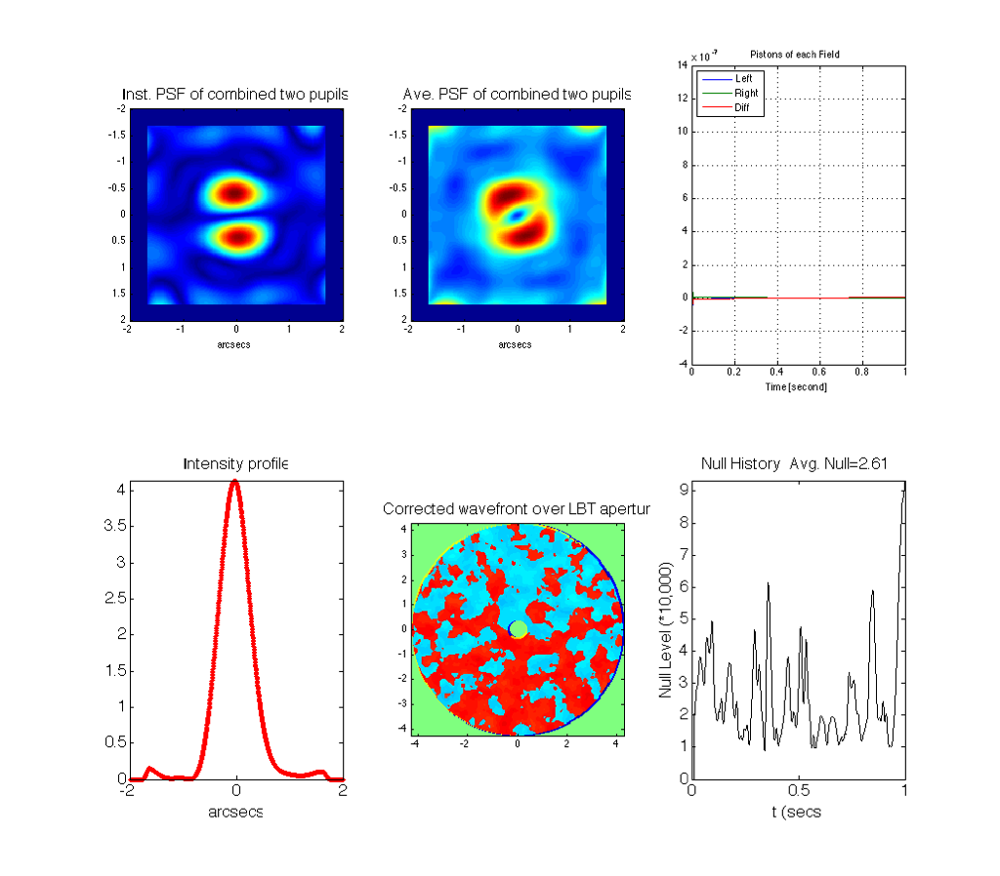 Inst. PSF of combined two pupils
-2
-1.5
-1
-0.5
0
0.5
1
1.5
2
-2 -1 0 1 2
arcsecs
Ave. PSF of combined two pupils
-2
-1.5
-1
-0.5
0
0.5
1
1.5
2
-2 -1 0 1 2
arcsecs
Pistons of each Field
x 10 -7
14
12
10
8
6
4
2
0
-2
-4
Left
Right
Diff
0 0.2 0.4 0.6 0.8 1
Time [second]
Intensity profile
4
3.5
3
2.5
2
1.5
1
0.5
0
-2 0 2
arcsecs
Corrected wavefront over LBT apertur
4
3
2
1
0
-1
-2
-3
-4
-4 -2 0 2 4
Null History Avg. Null=2.61
Null Level (*10,000)
9
8
7
6
5
4
3
2
1
0
0 0.5 1
t (secs